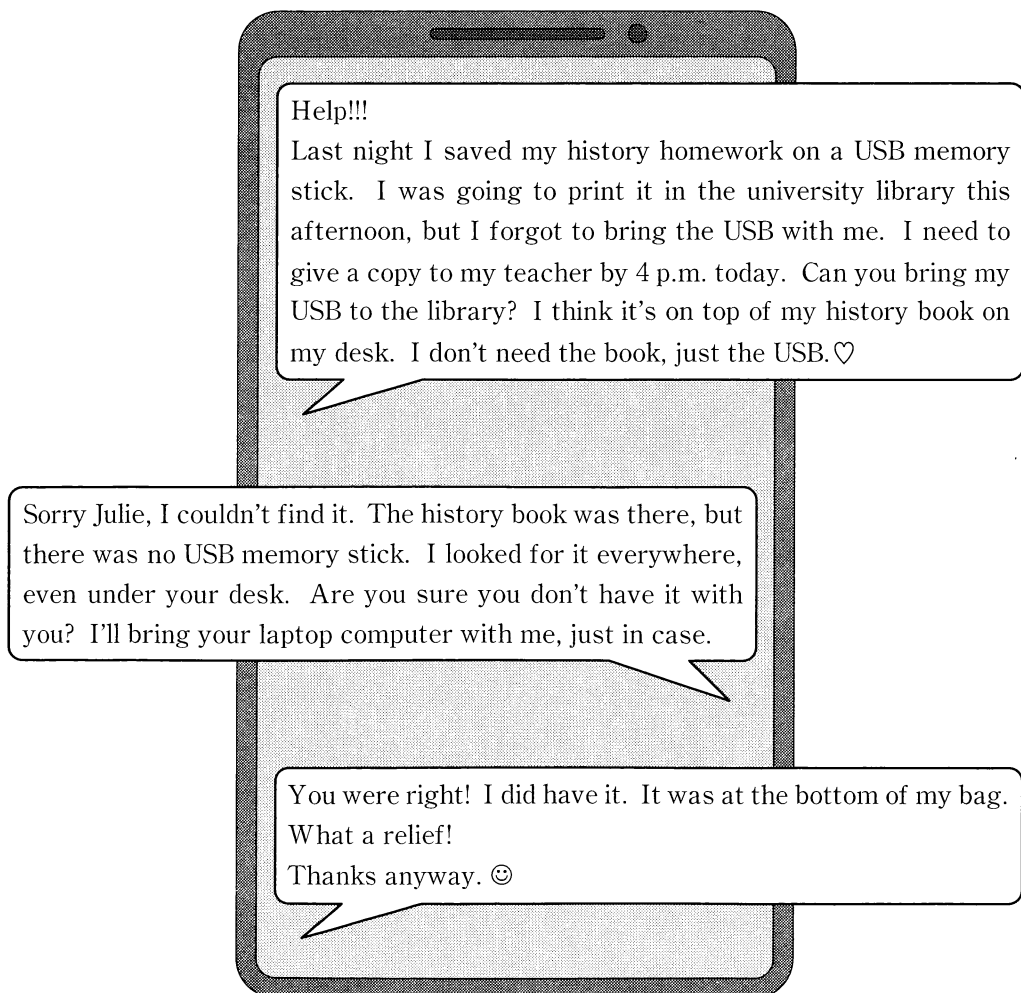 Help!!!
Last night I saved my history homework on a USB memory
stick. I was going to print it in the university library this
afternoon, but I forgot to bring the USB with me. I need to
give a copy to my teacher by 4 p.m. today. Can you bring my
USB to the library? I think it's on top of my history book on
my desk. I don't need the book, just the USB.♡
Sorry Julie, I couldn't find it. The history book was there, but
there was no USB memory stick. I looked for it everywhere,
even under your desk. Are you sure you don't have it with
you? I'll bring your laptop computer with me, just in case.
You were right! I did have it. It was at the bottom of my bag.
What a relief!
Thanks anyway. ☺